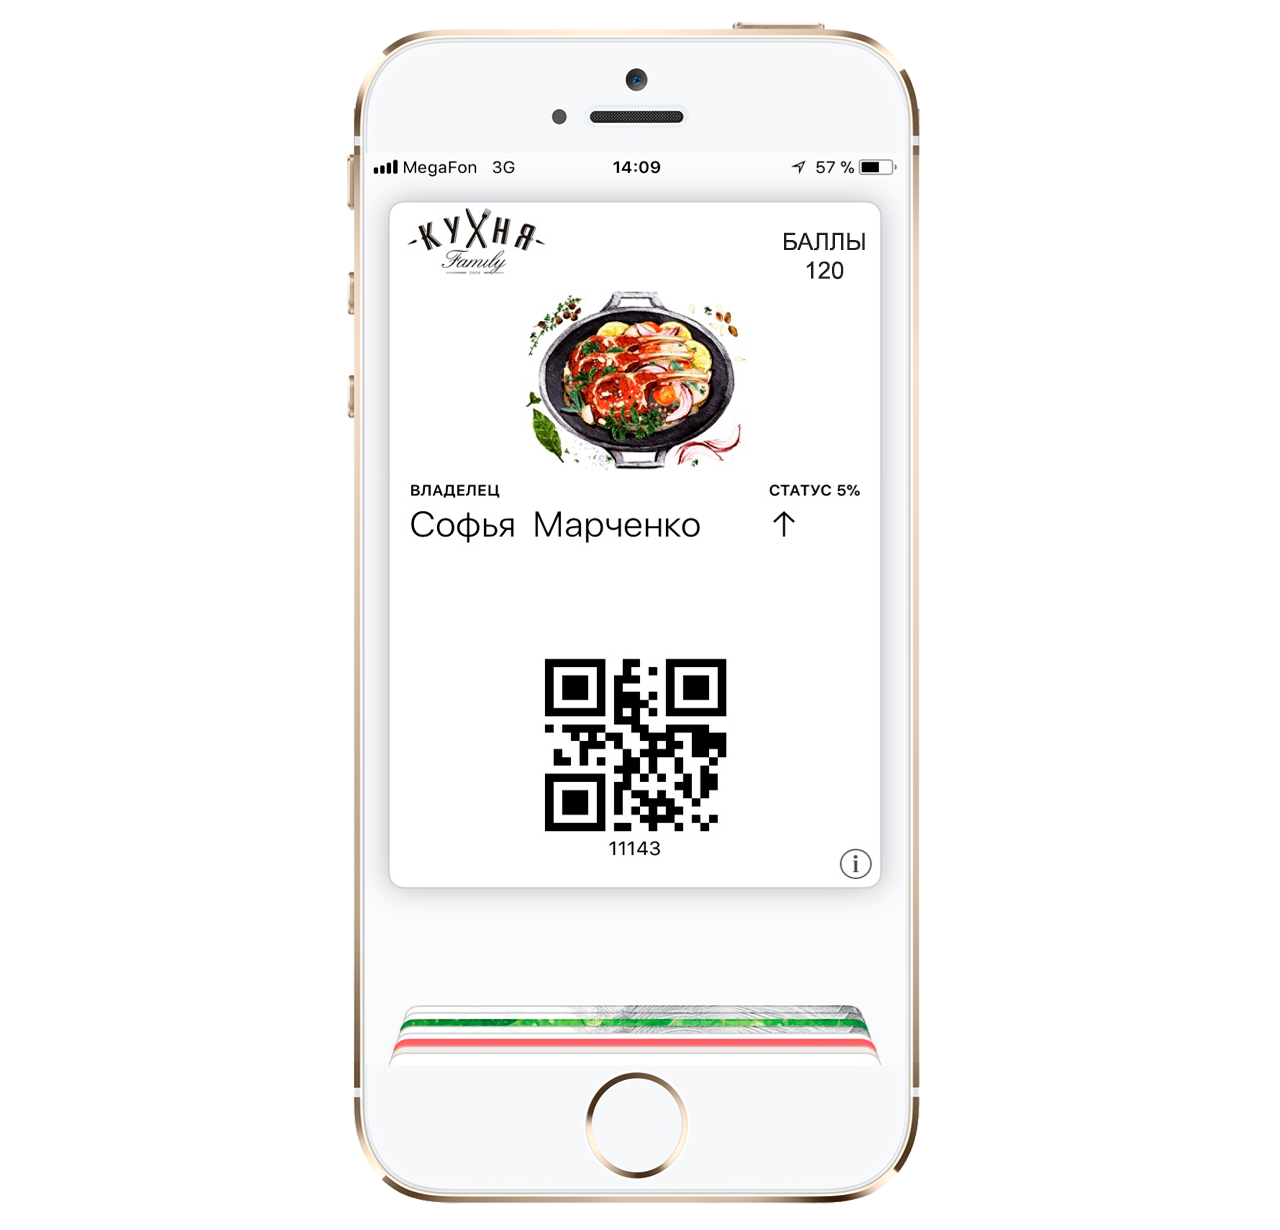 MegaFon 3G 14:09 57 %
КУХНЯ
Family
БАЛЛЫ
120
ВЛАДЕЛЕЦ СТАТУС 5%
Софья Марченко ↑
11143
i